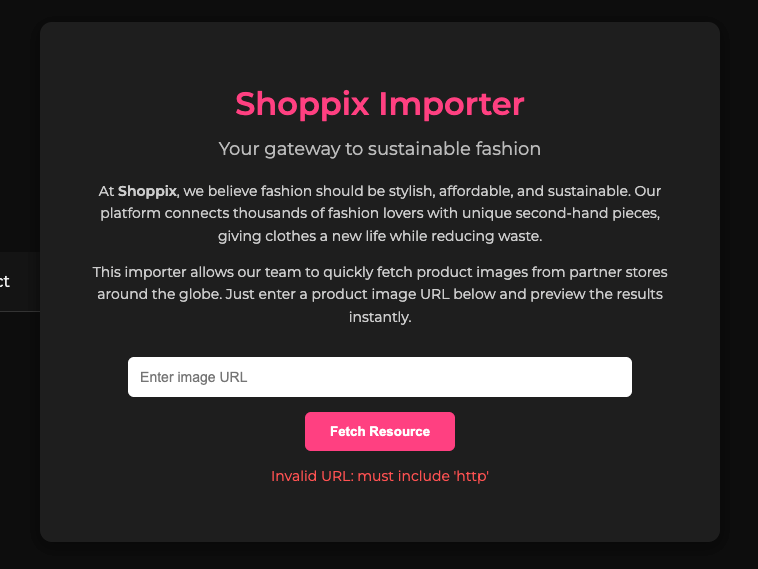 Shoppix Importer
Your gateway to sustainable fashion
At Shoppix, we believe fashion should be stylish, affordable, and sustainable. Our
platform connects thousands of fashion lovers with unique second-hand pieces,
giving clothes a new life while reducing waste.
This importer allows our team to quickly fetch product images from partner stores
around the globe. Just enter a product image URL below and preview the results
instantly.
ct
Enter image URL
Fetch Resource
Invalid URL: must include 'http'